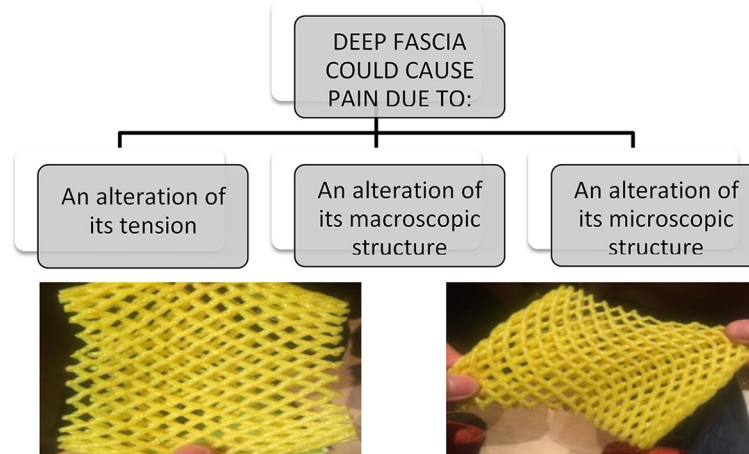 DEEP FASCIA
COULD CAUSE
PAIN DUE TO:
An alteration of
its tension
An alteration of
its macroscopic
structure
An alteration of
its microscopic
structure